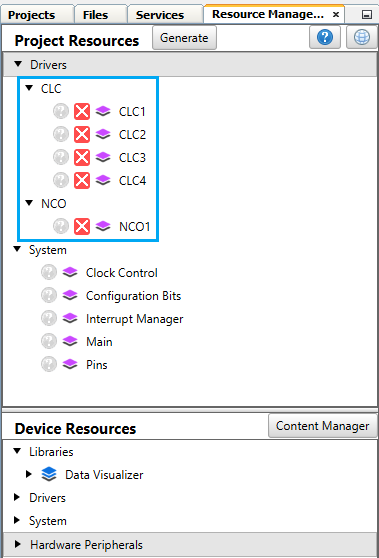 Projects Files Services Resource Manage... ×
Project Resources Generate ?
Drivers
CLC
? CLC1
? CLC2
? CLC3
? CLC4
NCO
? NCO1
System
? Clock Control
? Configuration Bits
? Interrupt Manager
? Main
? Pins
Device Resources Content Manager
Libraries
Data Visualizer
Drivers
System
Hardware Peripherals